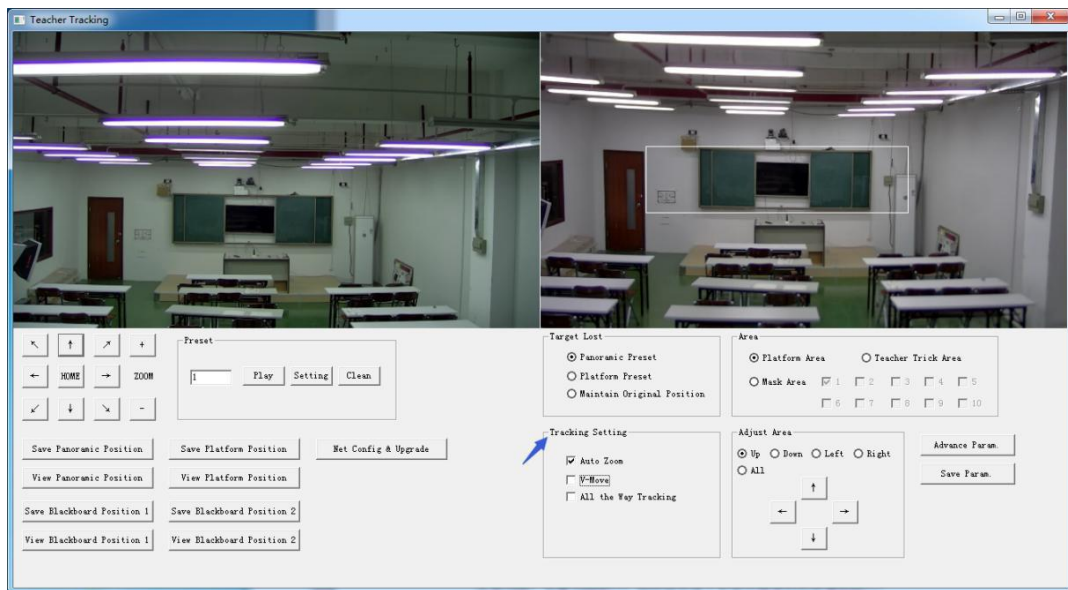 Teacher Tracking
↖ ↑ ↗ +
← HOME → ZOOM
↙ ↓ ↘ -
Preset
1 Play Setting Clean
Save Panoramic Position Save Platform Position Net Config & Upgrade
View Panoramic Position View Platform Position
Save Blackboard Position 1 Save Blackboard Position 2
View Blackboard Position 1 View Blackboard Position 2
Target Lost
Panoramic Preset
Platform Preset
Maintain Original Position
Area
Platform Area Teacher Trick Area
Mask Area 1 2 3 4 5
6 7 8 9 10
Tracking Setting
Auto Zoom
V-Move
All the Way Tracking
Adjust Area
Up Down Left Right
All
↑
← →
↓
Advance Param.
Save Param.